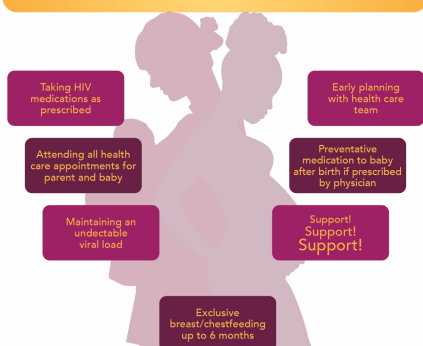 Taking HIV
medications as
prescribed
Early planning
with health care
team
Attending all health
care appointments for
parent and baby
Preventative
medication to baby
after birth if prescribed
by physician
Maintaining an
undectable
viral load
Support!
Support!
Support!
Exclusive
breast/chestfeeding
up to 6 months